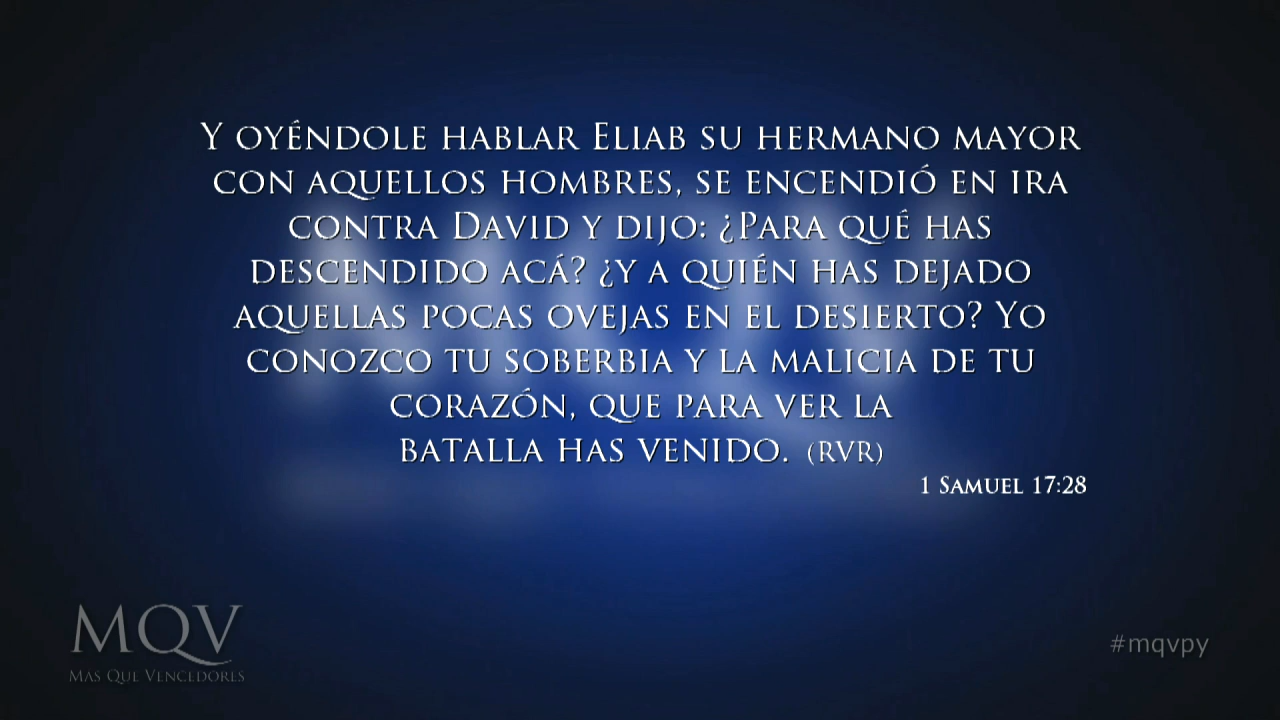 Y oyéndole hablar Eliab su hermano mayor
con aquellos hombres, se encendió en ira
contra David y dijo: ¿Para qué has
descendido acá? ¿y a quién has dejado
aquellas pocas ovejas en el desierto? Yo
conozco tu soberbia y la malicia de tu
corazón, que para ver la
batalla has venido. (RVR)
1 Samuel 17:28
MQV
Mas Que Vencedores
#mqvpy